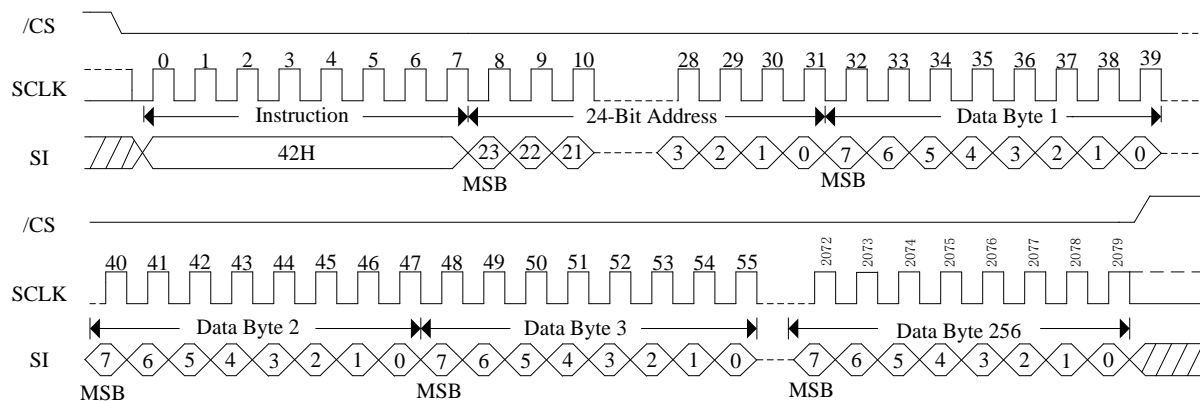 /CS
0 1 2 3 4 5 6 7 8 9 10 28 29 30 31 32 33 34 35 36 37 38 39
SCLK
Instruction 24-Bit Address Data Byte 1
SI 42H 23 22 21 3 2 1 0 7 6 5 4 3 2 1 0
MSB MSB
/CS
40 41 42 43 44 45 46 47 48 49 50 51 52 53 54 55 2072 2073 2074 2075 2076 2077 2078 2079
SCLK
Data Byte 2 Data Byte 3 Data Byte 256
SI 7 6 5 4 3 2 1 0 7 6 5 4 3 2 1 0 7 6 5 4 3 2 1 0
MSB MSB MSB